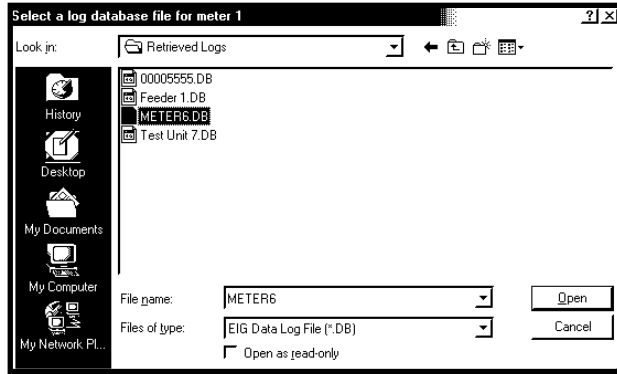 Select a log database file for meter 1
Look in:
Retrieved Logs
History
Desktop
My Documents
My Computer
My Network Pl...
00005555.DB
Feeder 1.DB
METER6.DB
Test Unit 7.DB
File name:
METER6
Open
Files of type:
EIG Data Log File (*.DB)
Cancel
Open as read-only